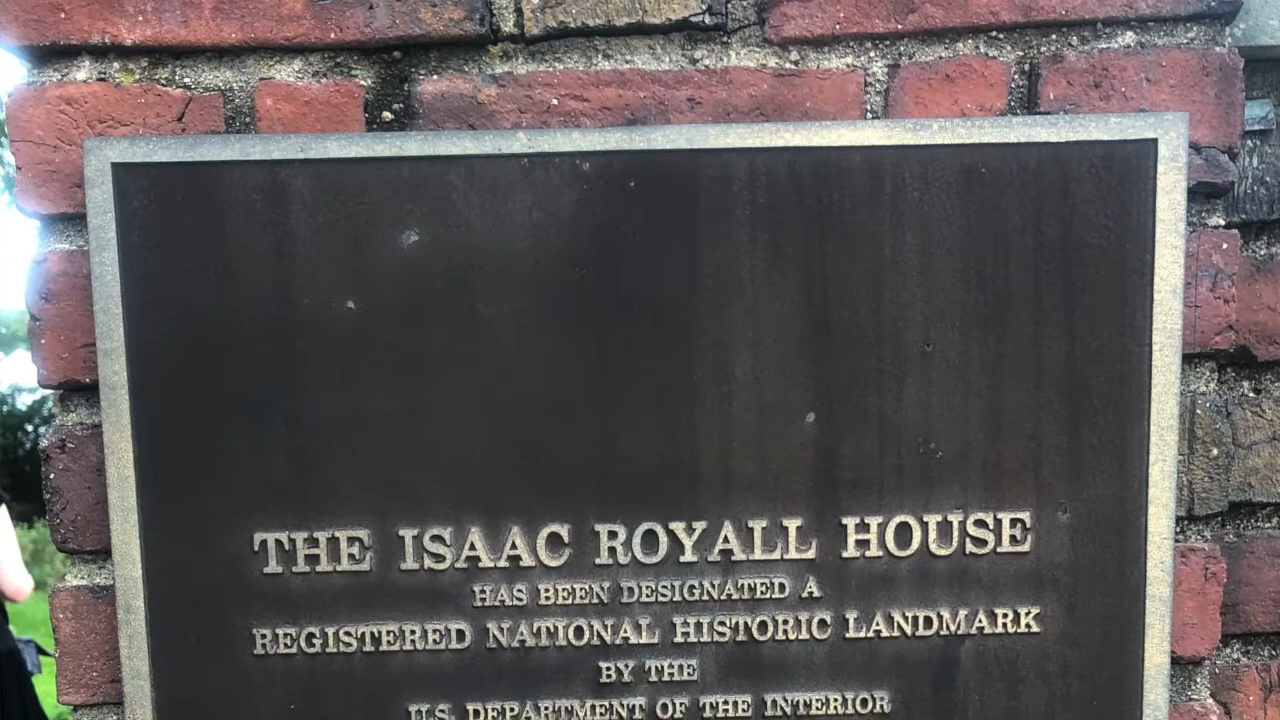 THE ISAAC ROYALL HOUSE
HAS BEEN DESIGNATED A
REGISTERED NATIONAL HISTORIC LANDMARK
BY THE
U.S. DEPARTMENT OF THE INTERIOR